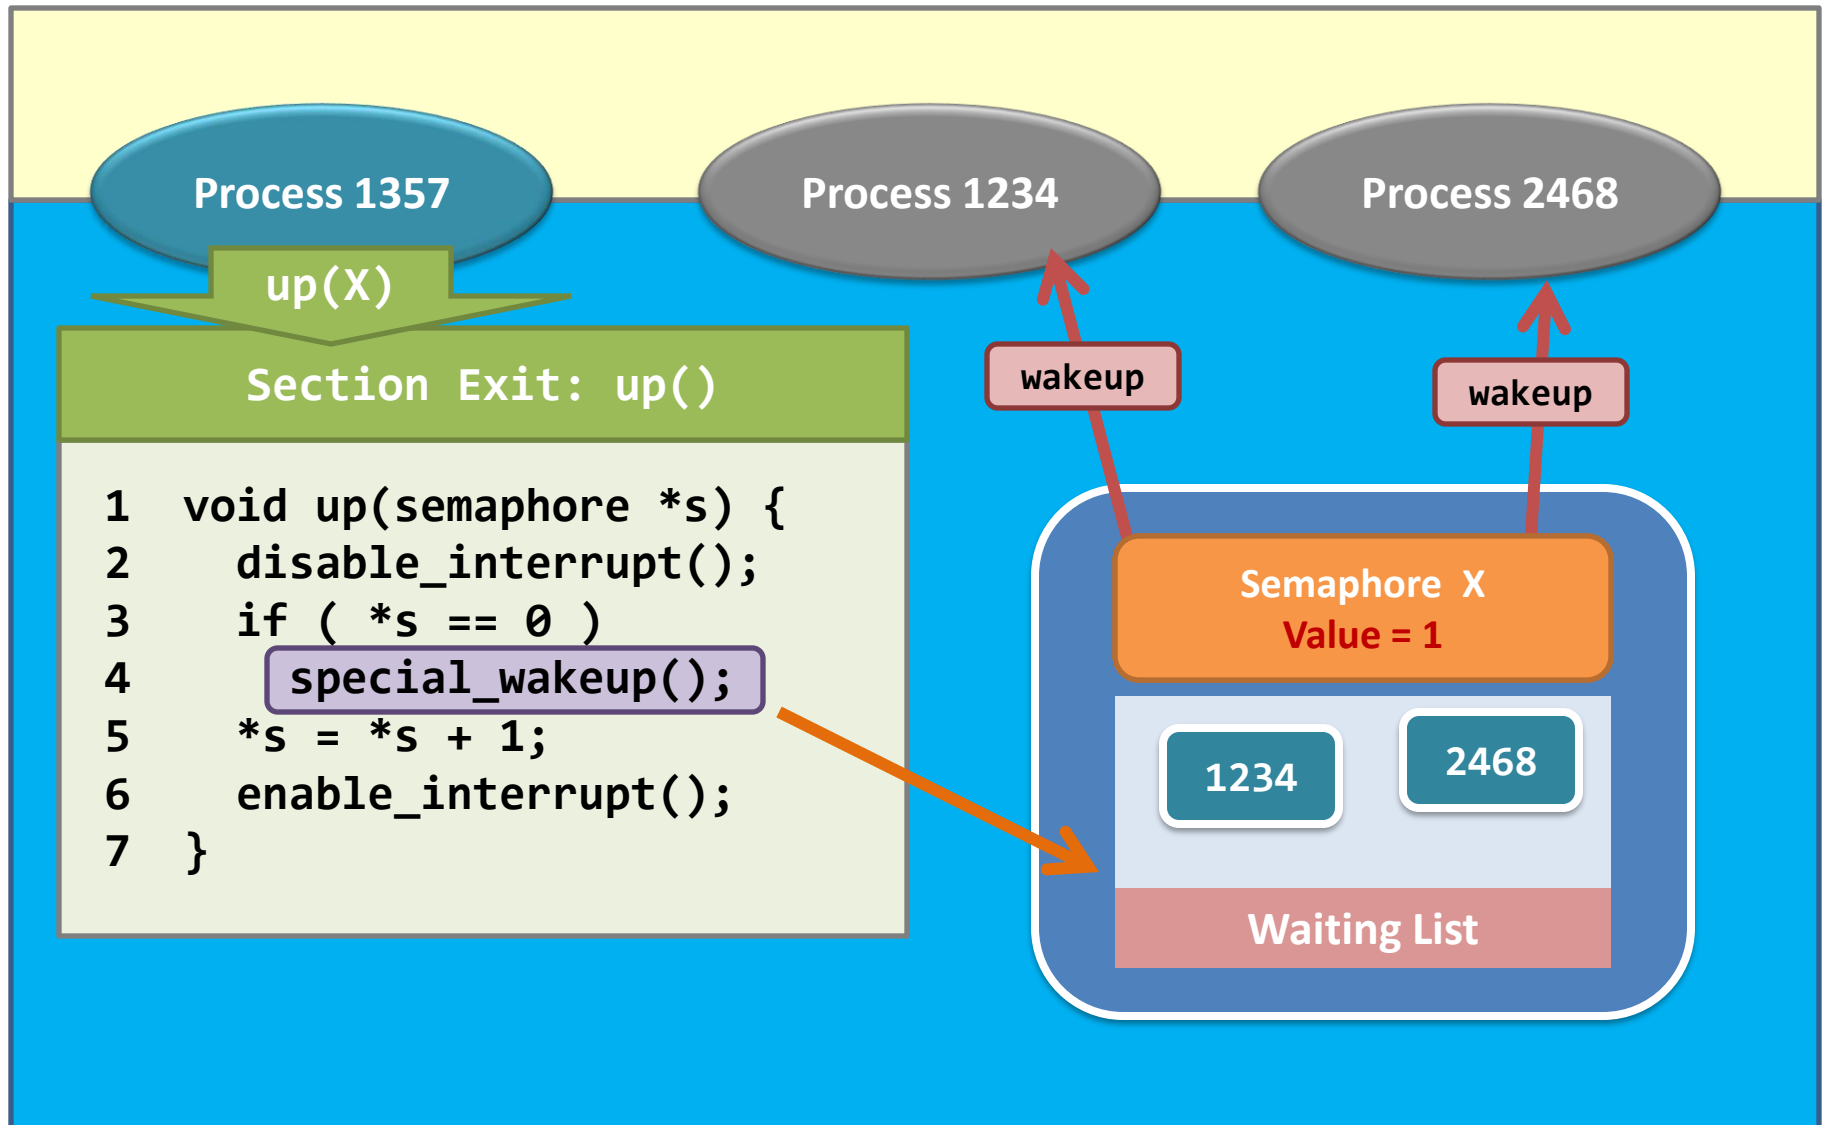 Process 1357
Process 1234
Process 2468
up(X)
wakeup
wakeup
Section Exit: up()
1 void up(semaphore *s) {
2   disable_interrupt();
3   if ( *s == 0 )
4     special_wakeup();
5   *s = *s + 1;
6   enable_interrupt();
7 }
Semaphore X
Value = 1
1234
2468
Waiting List